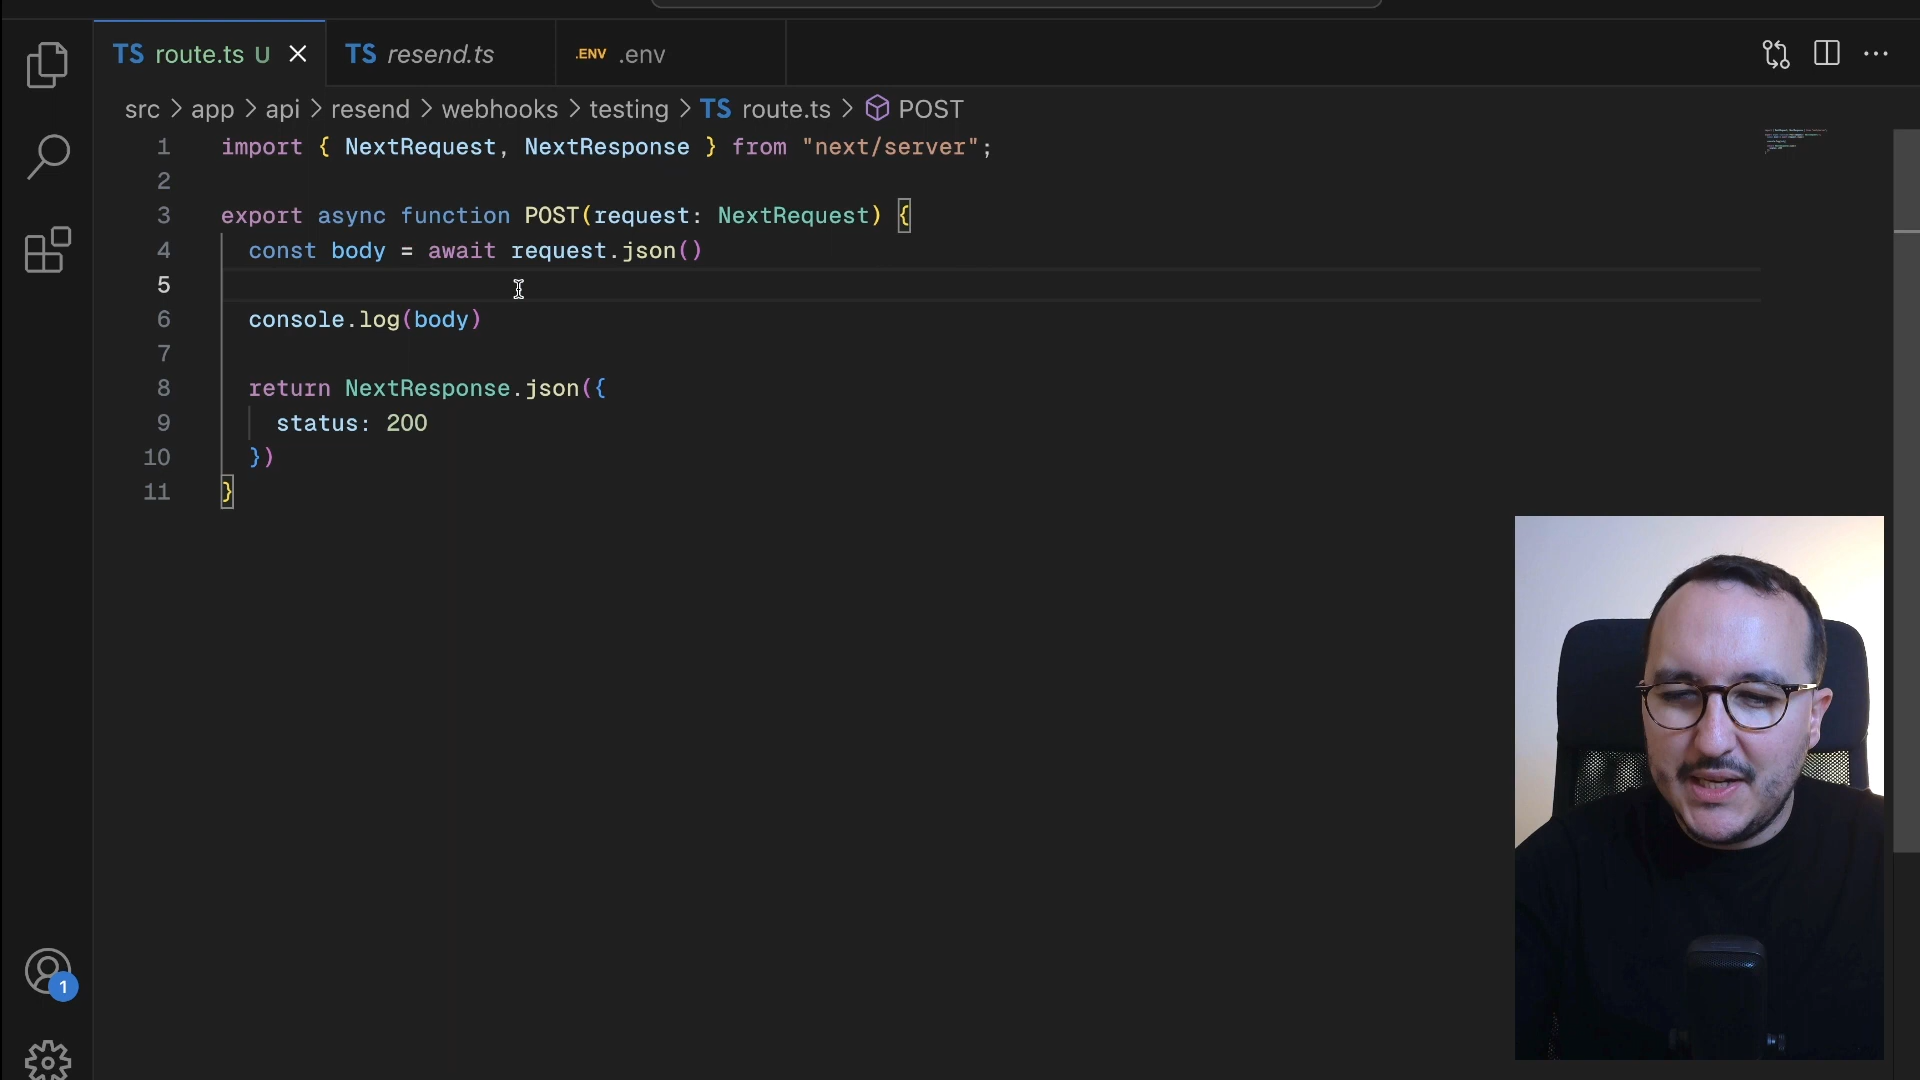 TS route.ts U
TS resend.ts
.ENV .env
src > app > api > resend > webhooks > testing > TS route.ts > POST
1 import { NextRequest, NextResponse } from "next/server";
2
3 export async function POST(request: NextRequest) {
4 const body = await request.json()
5
6 console.log(body)
7
8 return NextResponse.json({
9 status: 200
10 })
11 }
1